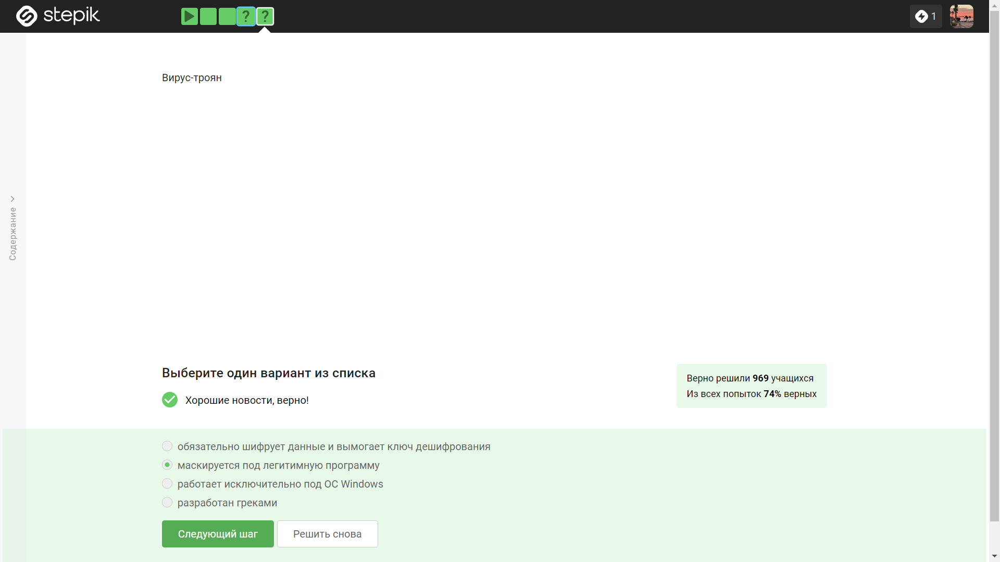 stepik
?
?
1
Содержание
Вирус-троян
Выберите один вариант из списка
Хорошие новости, верно!
Верно решили 969 учащихся
Из всех попыток 74% верных
обязательно шифрует данные и вымогает ключ дешифрования
маскируется под легитимную программу
работает исключительно под ОС Windows
разработан греками
Следующий шаг
Решить снова